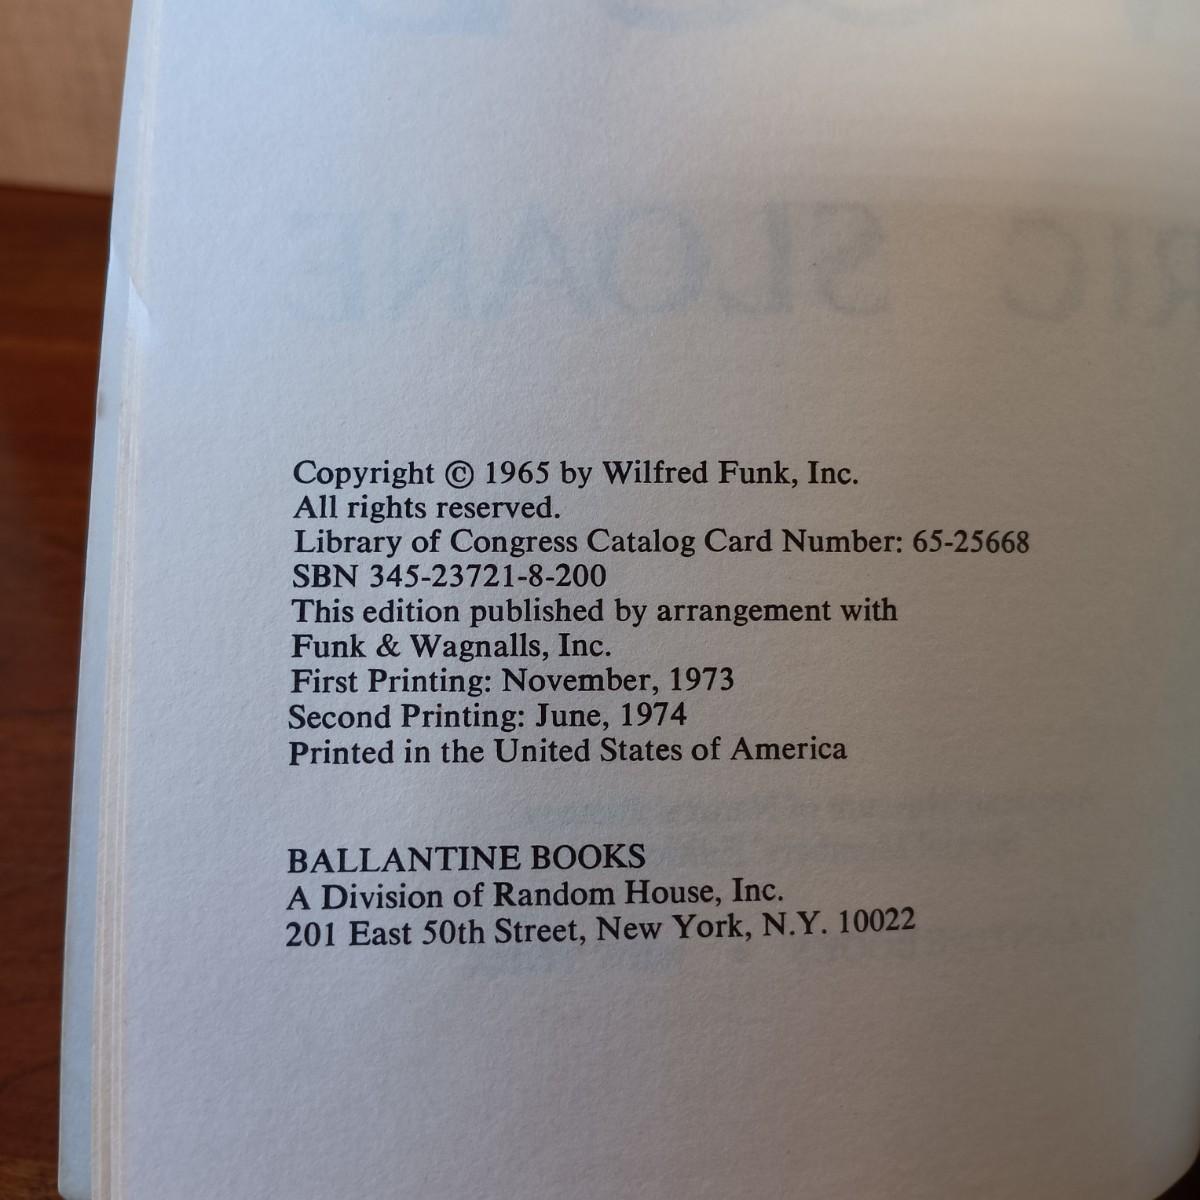 RIC SLOANE
Copyright © 1965 by Wilfred Funk, Inc.
All rights reserved.
Library of Congress Catalog Card Number: 65-25668
SBN 345-23721-8-200
This edition published by arrangement with
Funk & Wagnalls, Inc.
First Printing: November, 1973
Second Printing: June, 1974
Printed in the United States of America
BALLANTINE BOOKS
A Division of Random House, Inc.
201 East 50th Street, New York, N.Y. 10022